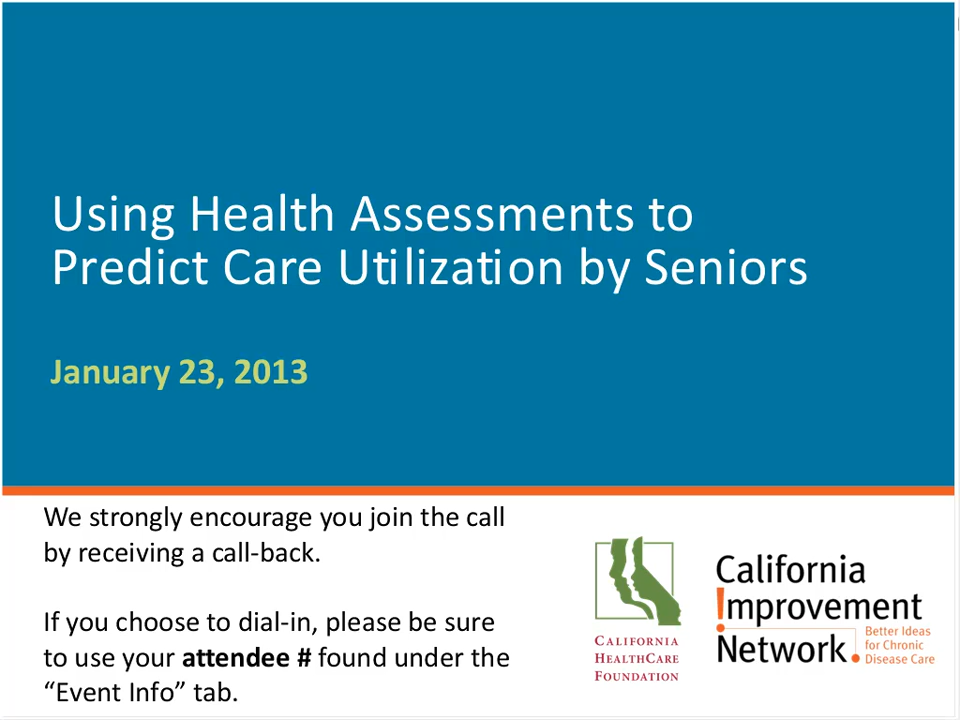 Using Health Assessments to
Predict Care Utilization by Seniors
January 23, 2013
We strongly encourage you join the call
by receiving a call-back.
If you choose to dial-in, please be sure
to use your attendee # found under the
“Event Info” tab.
CALIFORNIA
HEALTHCARE
FOUNDATION
California
!mprovement
Network.
Better Ideas
for Chronic
Disease Care